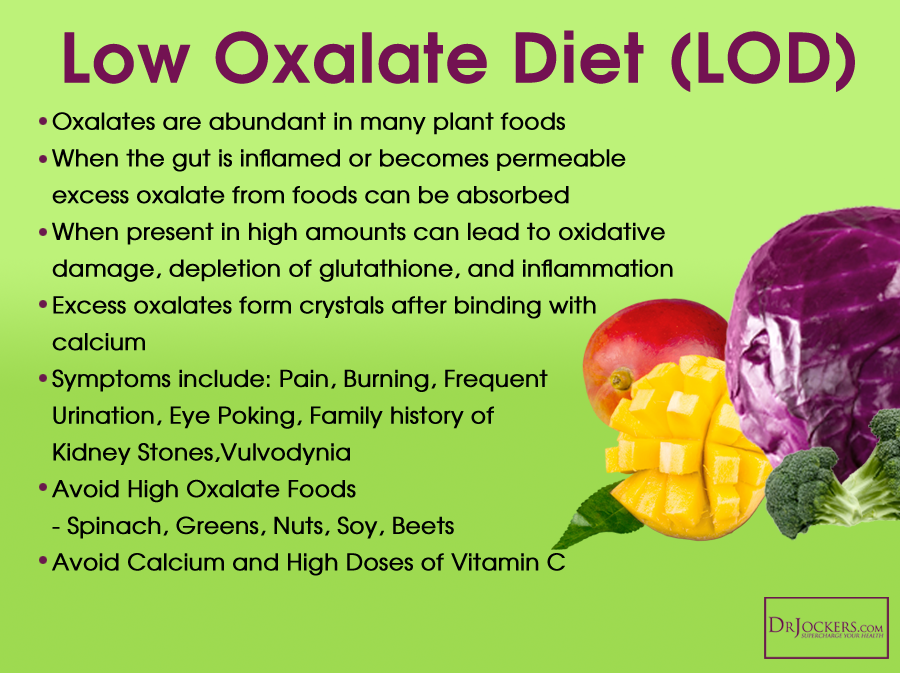 Low Oxalate Diet (LOD)
•Oxalates are abundant in many plant foods
•When the gut is inflamed or becomes permeable
excess oxalate from foods can be absorbed
•When present in high amounts can lead to oxidative
damage, depletion of glutathione, and inflammation
•Excess oxalates form crystals after binding with
calcium
•Symptoms include: Pain, Burning, Frequent
Urination, Eye Poking, Family history of
Kidney Stones,Vulvodynia
•Avoid High Oxalate Foods
- Spinach, Greens, Nuts, Soy, Beets
•Avoid Calcium and High Doses of Vitamin C
DRJOCKERS.COM
SUPERCHARGE YOUR HEALTH